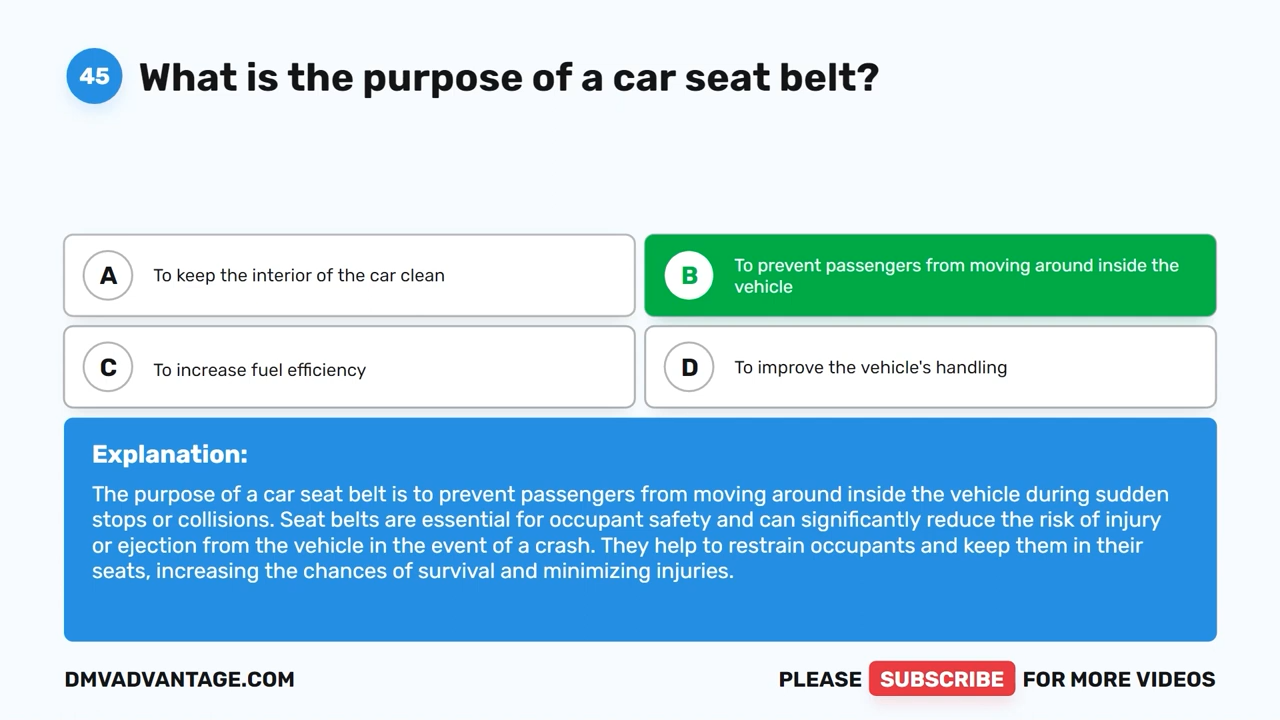 45
What is the purpose of a car seat belt?
A
To keep the interior of the car clean
B
To prevent passengers from moving around inside the
vehicle
C
To increase fuel efficiency
D
To improve the vehicle's handling
Explanation:
The purpose of a car seat belt is to prevent passengers from moving around inside the vehicle during sudden
stops or collisions. Seat belts are essential for occupant safety and can significantly reduce the risk of injury
or ejection from the vehicle in the event of a crash. They help to restrain occupants and keep them in their
seats, increasing the chances of survival and minimizing injuries.
DMVADVANTAGE.COM
PLEASE SUBSCRIBE FOR MORE VIDEOS